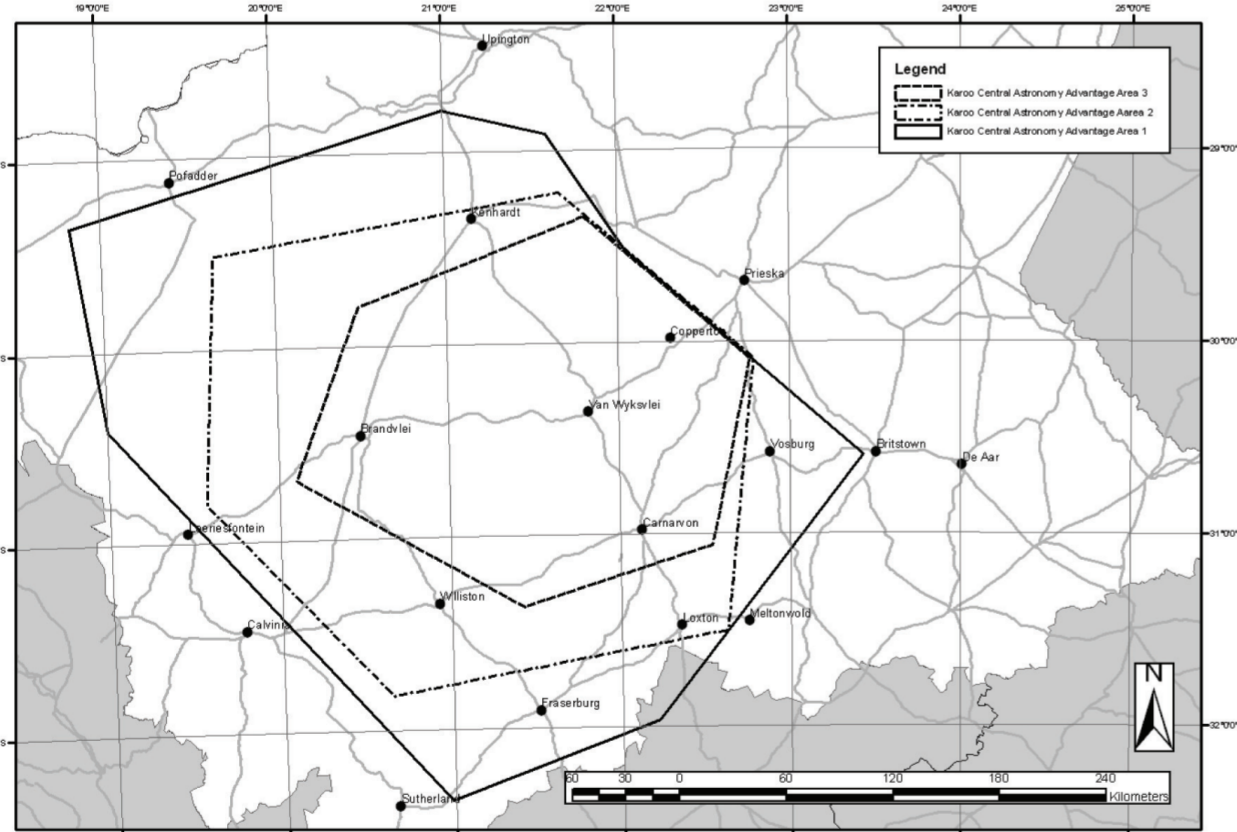 19°0'0"E 20°0'0"E 21°0'0"E 22°0'0"E 23°0'0"E 24°0'0"E 25°0'0"E
Upington
Legend
Karoo Central Astronomy Advantage Area 3
Karoo Central Astronomy Advantage Aarea 2
Karoo Central Astronomy Advantage Area 1
S
29°0'0"
Pofadder
Kenhardt
Prieska
Copperto
S
30°0'0"
Van Wyksvlei
Brandvlei
Vosburg
Britstown
De Aar
Carnarvon
S
31°0'0"
Williston
Loxton
Meltonwold
Calvinia
N
Fraserburg
S
32°0'0"
60 30 0 60 120 180 240
Kilometers
Sutherland